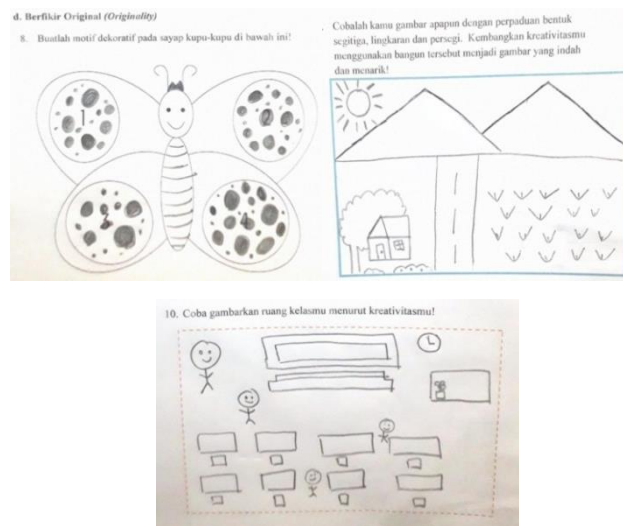 d. Berfikir Original (Originality)
8. Buatlah motif dekoratif pada sayap kupu-kupu di bawah ini!
1
2
3
4
Cobalah kamu gambar apapun dengan perpaduan bentuk
segitiga, lingkaran dan persegi. Kembangkan kreativitasmu
menggunakan bangun tersebut menjadi gambar yang indah
dan menarik!
10. Coba gambarkan ruang kelasmu menurut kreativitasmu!